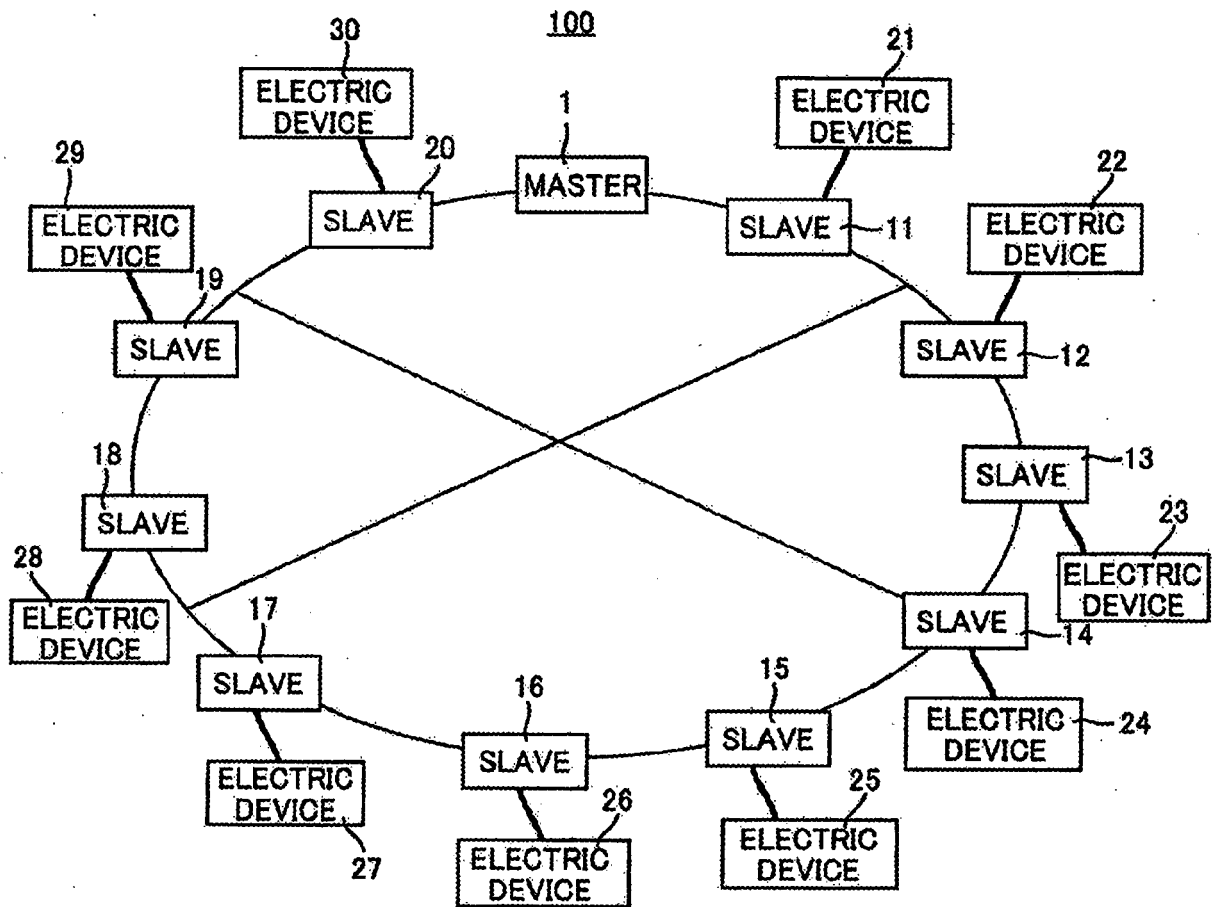 100
30
ELECTRIC
DEVICE
1
MASTER
21
ELECTRIC
DEVICE
20
SLAVE
SLAVE
11
22
ELECTRIC
DEVICE
29
ELECTRIC
DEVICE
19
SLAVE
SLAVE
12
18
SLAVE
SLAVE
13
28
ELECTRIC
DEVICE
23
ELECTRIC
DEVICE
17
SLAVE
SLAVE
14
16
SLAVE
15
SLAVE
ELECTRIC
DEVICE
24
ELECTRIC
DEVICE
27
26
ELECTRIC
DEVICE
25
ELECTRIC
DEVICE